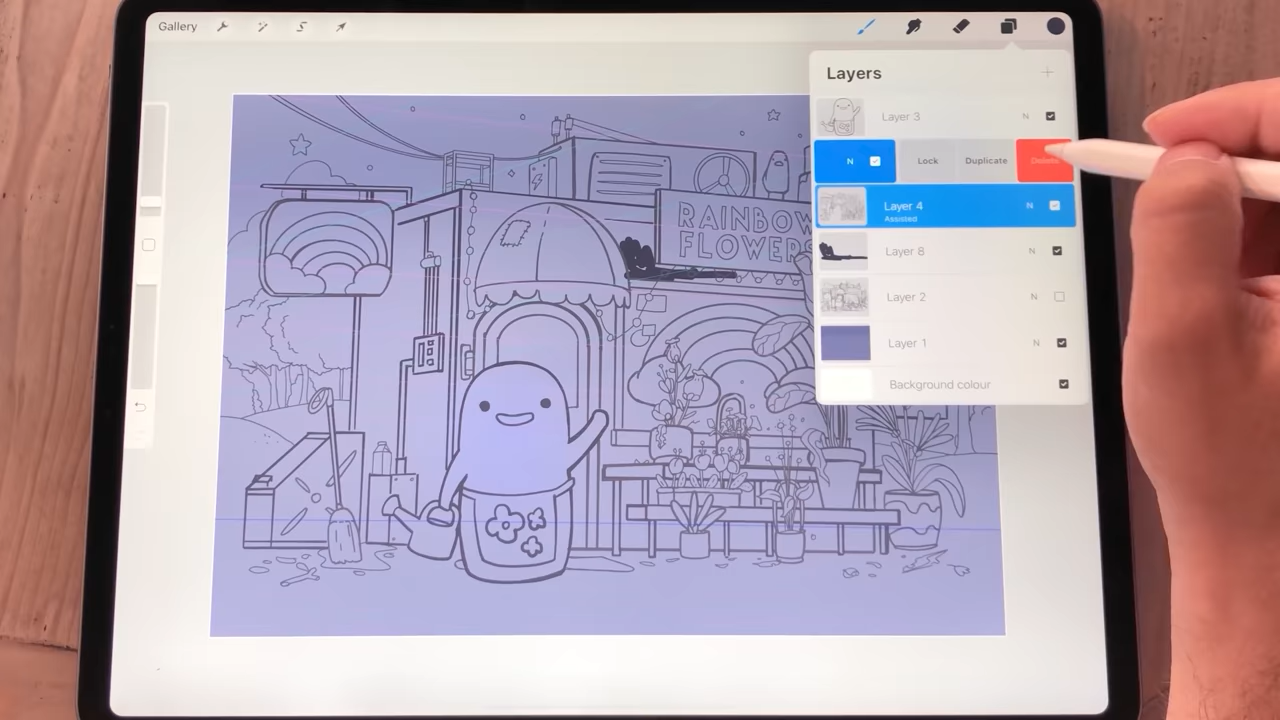 Gallery
Layers
Layer 3 N
N Lock Duplicate Delete
Layer 4 N
Assisted
Layer 8 N
Layer 2 N
Layer 1 N
Background colour
RAINBOW
FLOWERS